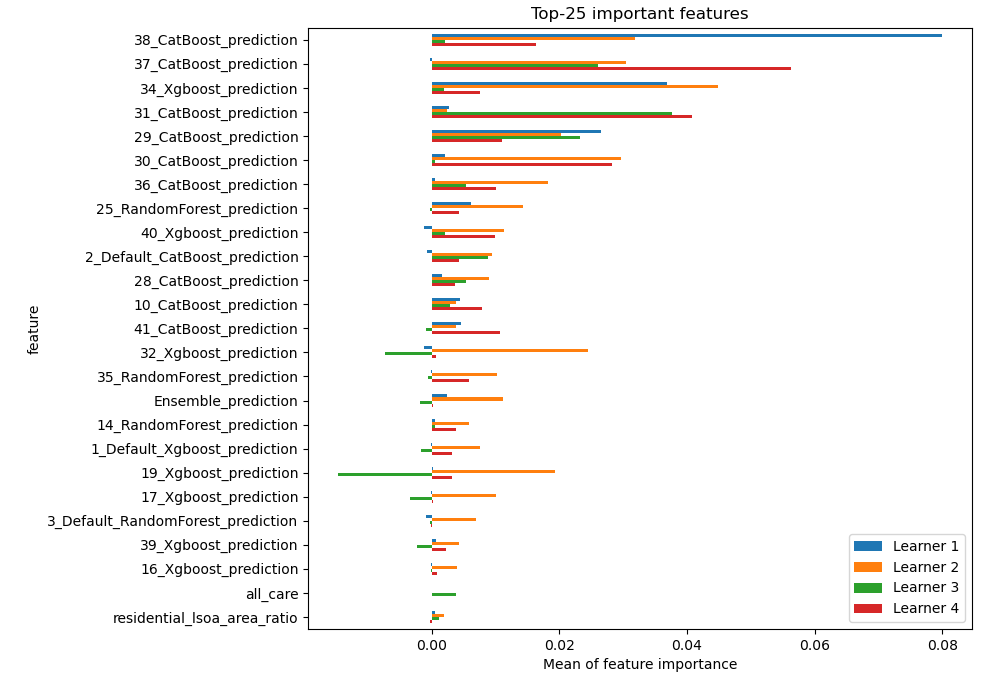 Top-25 important features
38_CatBoost_prediction
37_CatBoost_prediction
34_Xgboost_prediction
31_CatBoost_prediction
29_CatBoost_prediction
30_CatBoost_prediction
36_CatBoost_prediction
25_RandomForest_prediction
40_Xgboost_prediction
2_Default_CatBoost_prediction
28_CatBoost_prediction
10_CatBoost_prediction
41_CatBoost_prediction
32_Xgboost_prediction
35_RandomForest_prediction
Ensemble_prediction
14_RandomForest_prediction
1_Default_Xgboost_prediction
19_Xgboost_prediction
17_Xgboost_prediction
3_Default_RandomForest_prediction
39_Xgboost_prediction
16_Xgboost_prediction
all_care
residential_lsoa_area_ratio
feature
Learner 1
Learner 2
Learner 3
Learner 4
0.00 0.02 0.04 0.06 0.08
Mean of feature importance